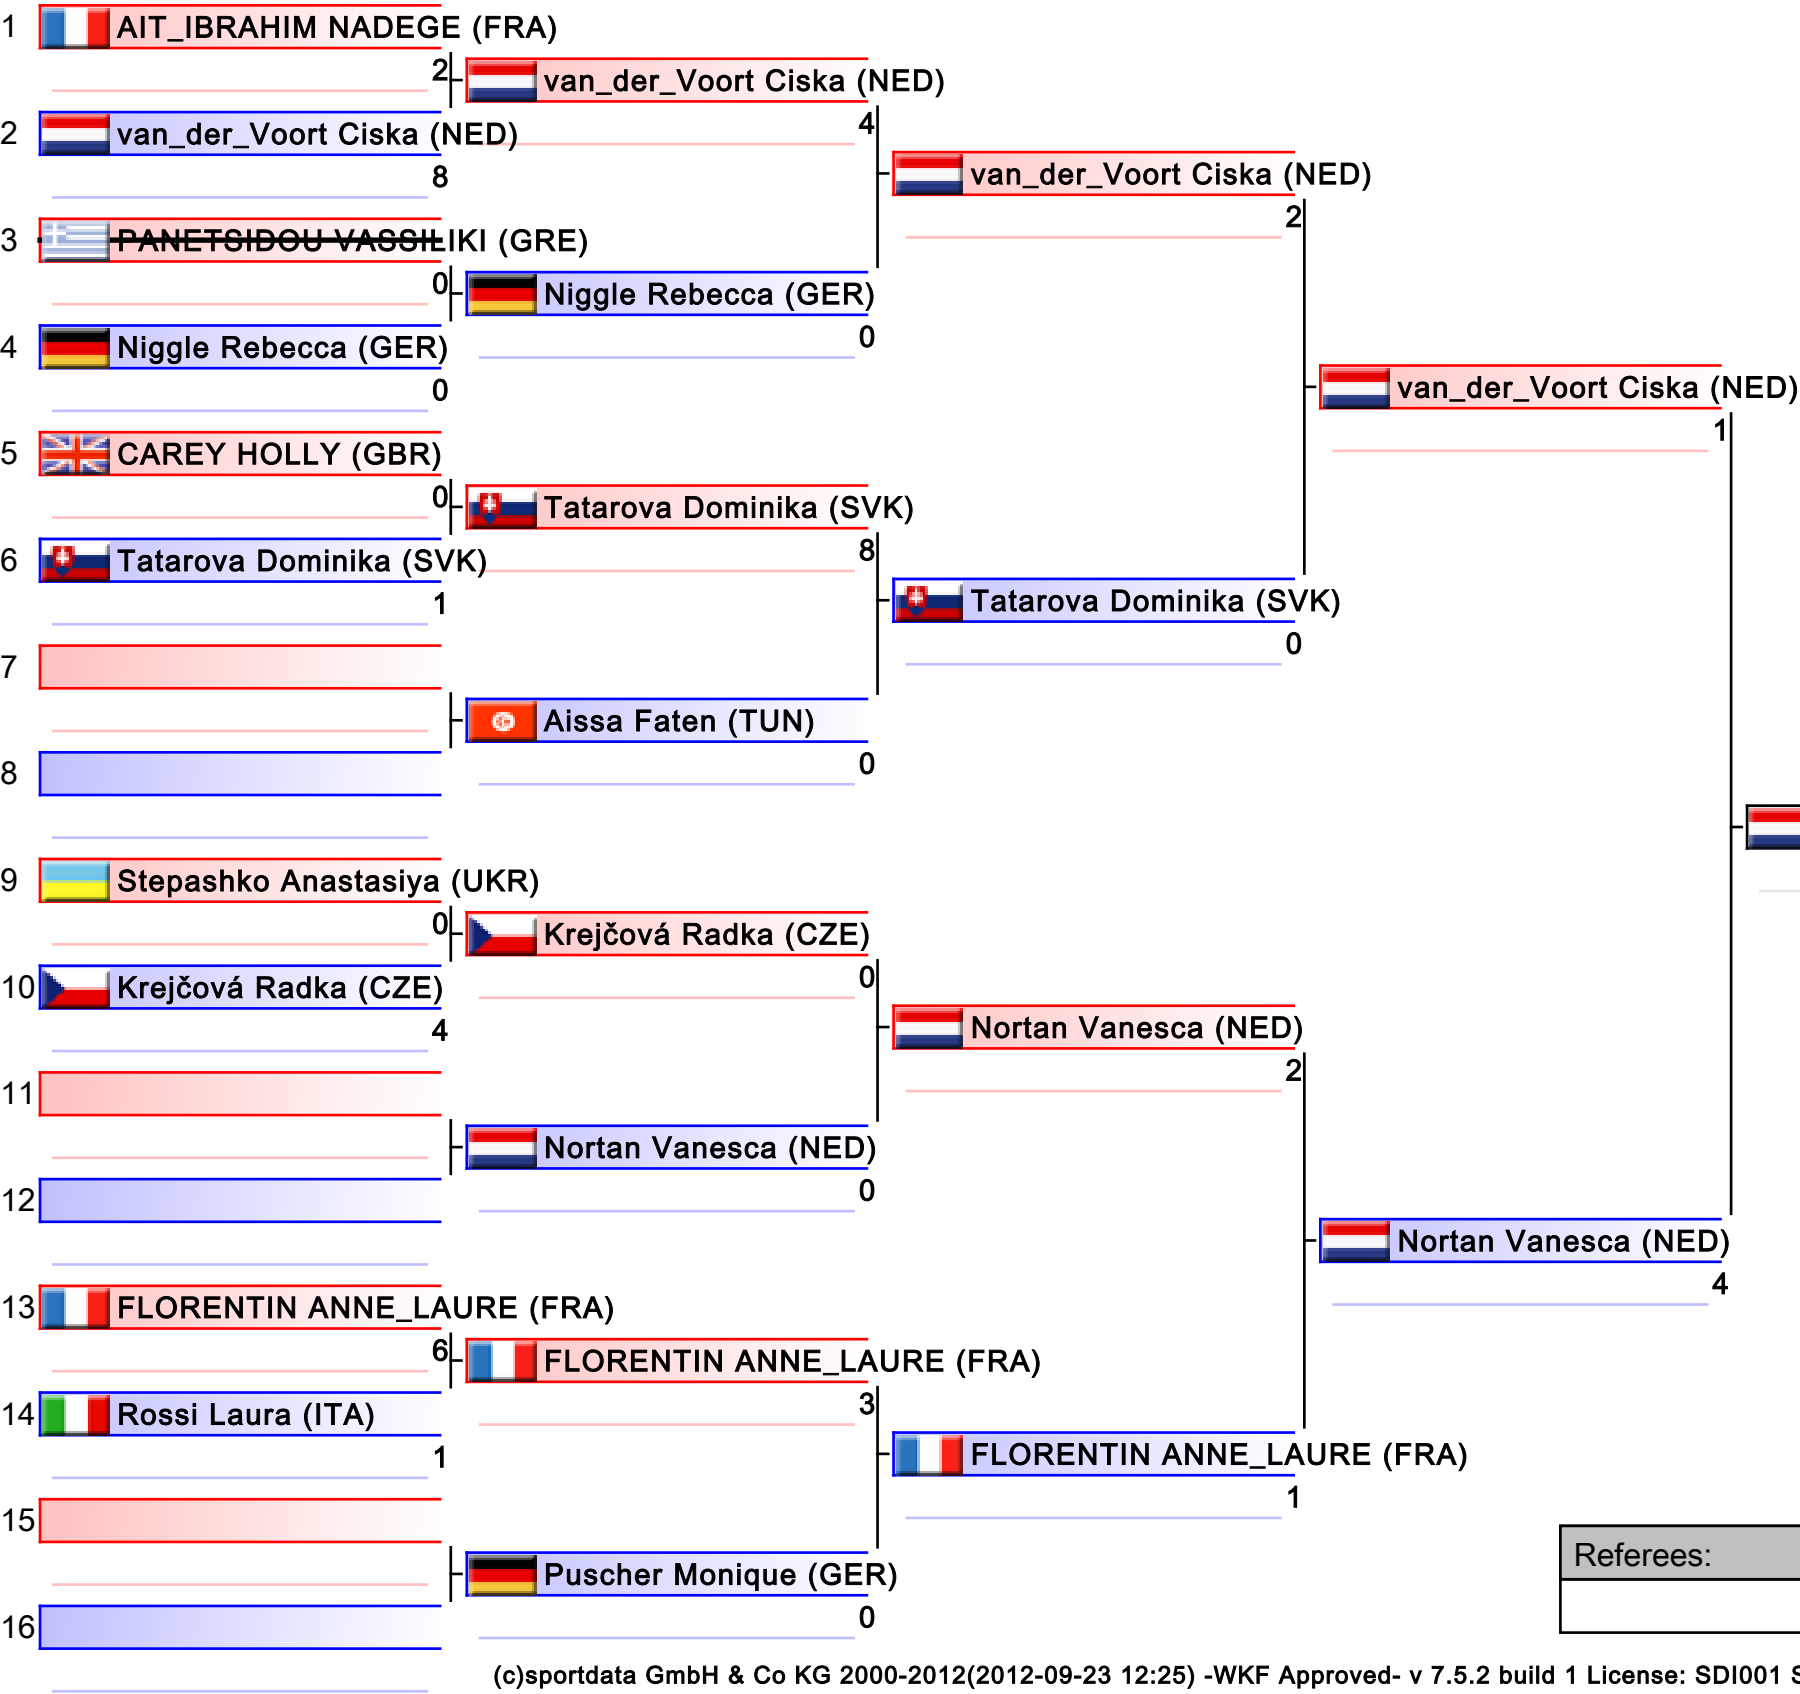 1 AIT_IBRAHIM NADEGE (FRA)
2 van_der_Voort Ciska (NED)
4
2 van_der_Voort Ciska (NED)
8
van_der_Voort Ciska (NED)
2
3 PANETSIDOU VASSILIKI (GRE)
0 Niggle Rebecca (GER)
0
4 Niggle Rebecca (GER)
0
van_der_Voort Ciska (NED)
1
5 CAREY HOLLY (GBR)
0 Tatarova Dominika (SVK)
8
6 Tatarova Dominika (SVK)
1
Tatarova Dominika (SVK)
0
7
Aissa Faten (TUN)
0
8
9 Stepashko Anastasiya (UKR)
0 Krejčová Radka (CZE)
0
10 Krejčová Radka (CZE)
4
Nortan Vanesca (NED)
2
11
Nortan Vanesca (NED)
0
12
Nortan Vanesca (NED)
4
13 FLORENTIN ANNE_LAURE (FRA)
6 FLORENTIN ANNE_LAURE (FRA)
3
14 Rossi Laura (ITA)
1
FLORENTIN ANNE_LAURE (FRA)
1
15
Puscher Monique (GER)
0
16
Referees:
(c)sportdata GmbH & Co KG 2000-2012(2012-09-23 12:25) -WKF Approved- v 7.5.2 build 1 License: SDI001 S